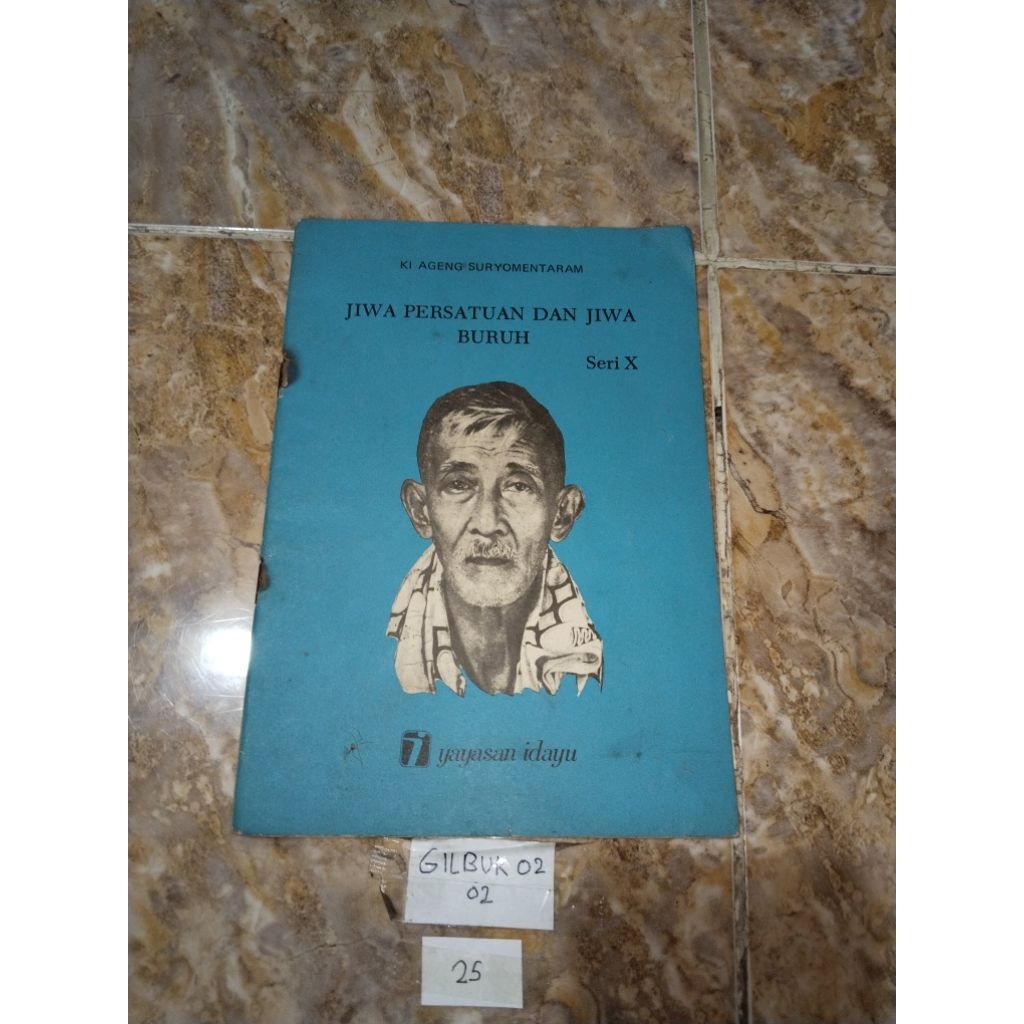 KI AGENG SURYOMENTARAM
JIWA PERSATUAN DAN JIWA
BURUH
Seri X
yayasan idayu
GILBUK 02
02
25